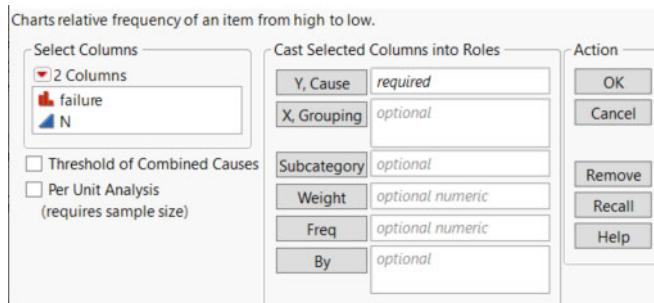 Charts relative frequency of an item from high to low.
Select Columns
2 Columns
failure
N
Threshold of Combined Causes
Per Unit Analysis
(requires sample size)
Cast Selected Columns into Roles
Y, Cause required
X, Grouping optional
Subcategory optional
Weight optional numeric
Freq optional numeric
By optional
Action
OK
Cancel
Remove
Recall
Help